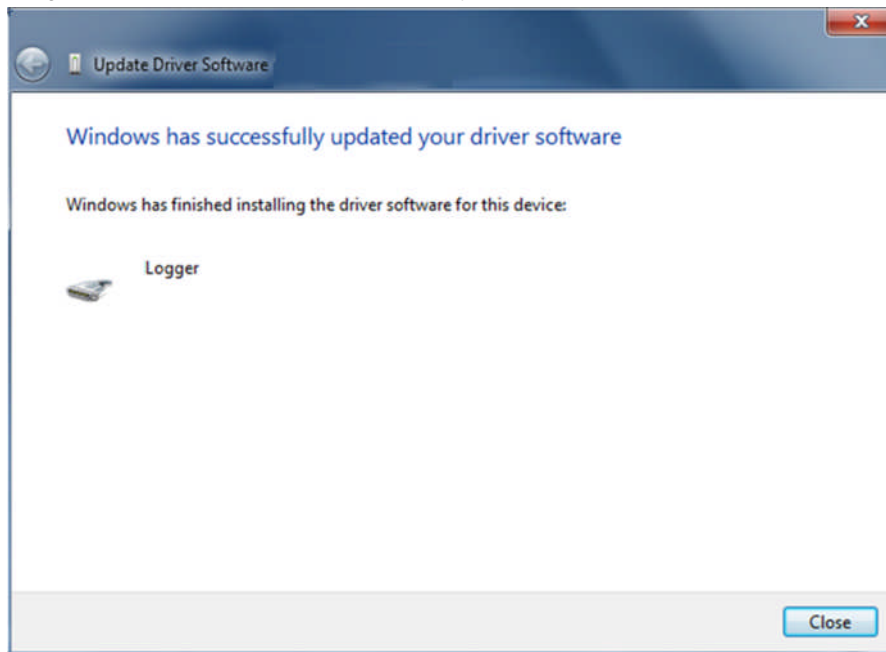 Update Driver Software
Windows has successfully updated your driver software
Windows has finished installing the driver software for this device:
Logger
Close